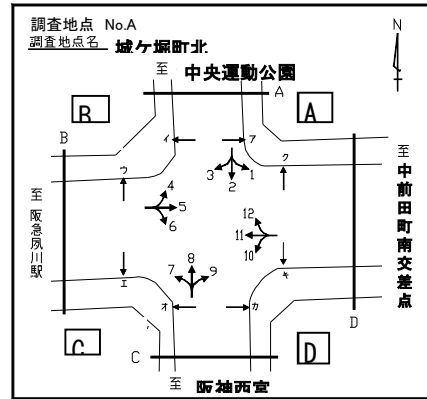 調査地点 No.A
調査地点名 城ケ堀町北
N
至
中央運動公園
A
B
A
B
イ
ア
ウ
ク
3
2
1
至 阪急夙川駅
4
5
6
12
11
10
至 中前田町南交差点
7
8
9
エ
キ
オ
カ
C
D
D
C
至
阪神西宮